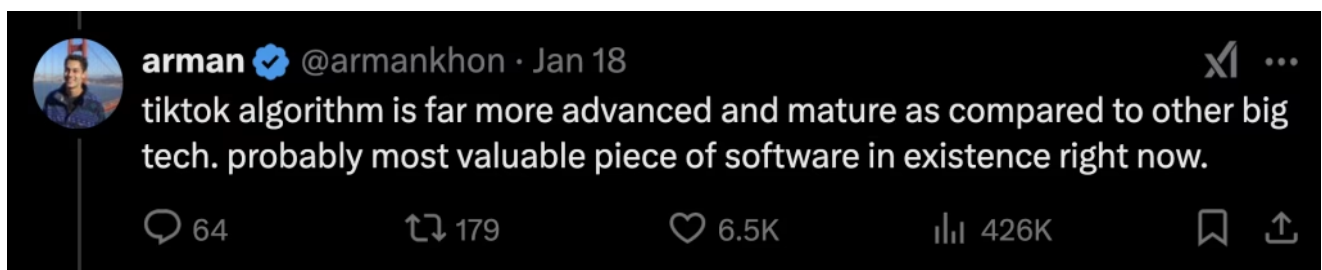 arman @armankhon · Jan 18
tiktok algorithm is far more advanced and mature as compared to other big
tech. probably most valuable piece of software in existence right now.
64 179 6.5K 426K